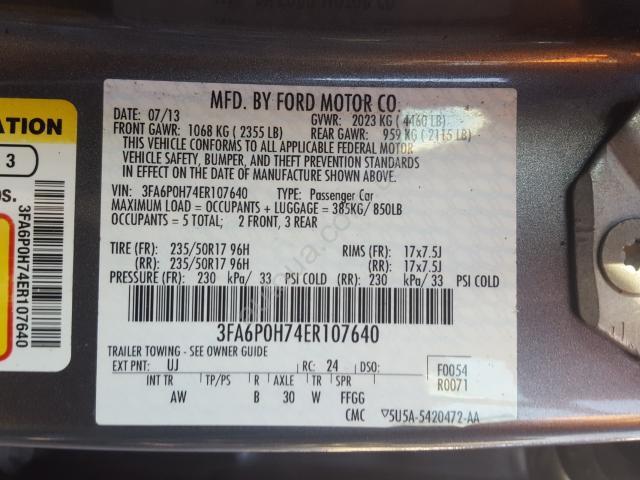 MFD. BY FORD MOTOR CO.
DATE: 07/13 GVWR: 2023 KG ( 4460 LB)
FRONT GAWR: 1068 KG ( 2355 LB) REAR GAWR: 959 KG ( 2115 LB)
THIS VEHICLE CONFORMS TO ALL APPLICABLE FEDERAL MOTOR
VEHICLE SAFETY, BUMPER, AND THEFT PREVENTION STANDARDS
IN EFFECT ON THE DATE OF MANUFACTURE SHOWN ABOVE.
VIN: 3FA6P0H74ER107640 TYPE: Passenger Car
MAXIMUM LOAD = OCCUPANTS + LUGGAGE = 385KG/ 850LB
OCCUPANTS = 5 TOTAL; 2 FRONT, 3 REAR
TIRE (FR): 235/50R17 96H RIMS (FR): 17x7.5J
(RR): 235/50R17 96H (RR): 17x7.5J
PRESSURE (FR): 230 kPa/ 33 PSI COLD (RR): 230 kPa/ 33 PSI COLD
3FA6P0H74ER107640
TRAILER TOWING - SEE OWNER GUIDE
EXT PNT: UJ RC: 24 DSO: F0054
R0071
INT TR TP/PS R AXLE TR SPR
AW B 30 W FFGG
CMC ▽5U5A-5420472-AA
3
3FA6P0H74ER107640